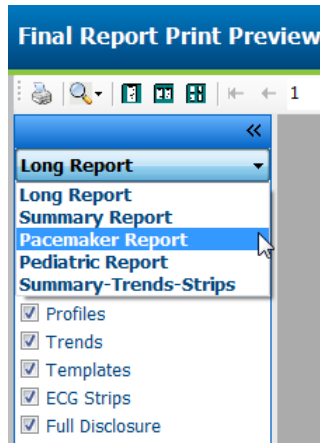 Final Report Print Preview
1
«
Long Report
Long Report
Summary Report
Pacemaker Report
Pediatric Report
Summary-Trends-Strips
Profiles
Trends
Templates
ECG Strips
Full Disclosure